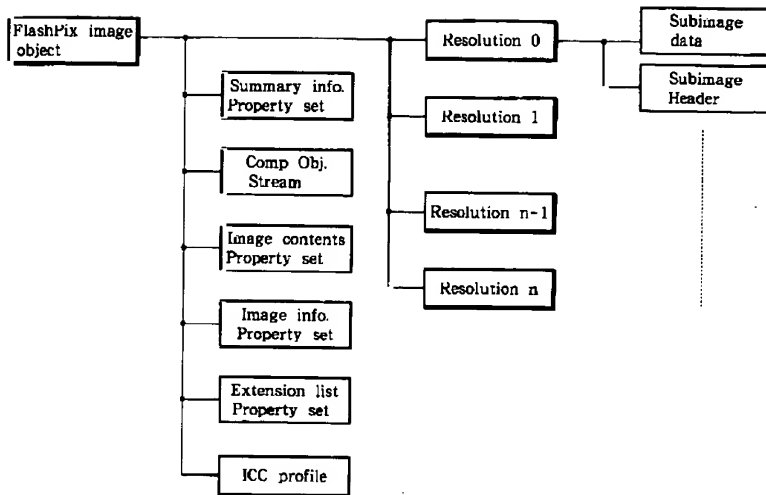 FlashPix image
object
Resolution 0
Subimage
data
Subimage
Header
Summary info.
Property set
Resolution 1
Comp Obj.
Stream
Resolution n-1
Image contents
Property set
Resolution n
Image info.
Property set
Extension list
Property set
ICC profile